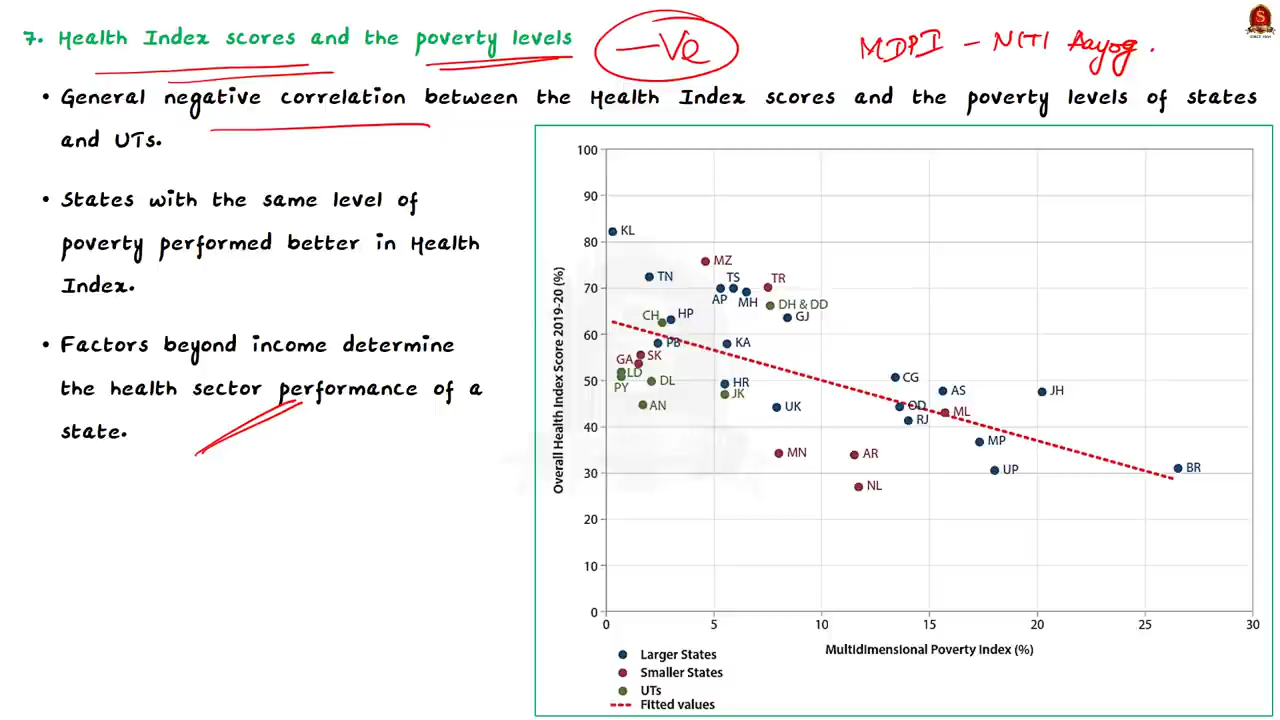 7. Health Index scores and the poverty levels
-Ve
MDPI - NITI Aayog.
• General negative correlation between the Health Index scores and the poverty levels of states
and UTs.
• States with the same level of
poverty performed better in Health
Index.
• Factors beyond income determine
the health sector performance of a
state.
Overall Health Index Score 2019-20 (%)
100
90
80
70
60
50
40
30
20
10
0
KL
MZ
TN
TS
TR
AP
MH
DH & DD
GJ
CH
HP
PB
KA
GA
SK
LD
PY
DL
HR
JK
AN
UK
CG
AS
JH
OD
ML
RJ
MP
MN
AR
UP
BR
NL
0
5
10
15
20
25
30
Multidimensional Poverty Index (%)
Larger States
Smaller States
UTs
Fitted values